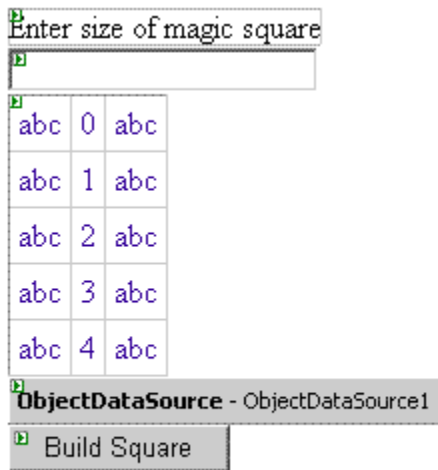 Enter size of magic square
abc 0 abc
abc 1 abc
abc 2 abc
abc 3 abc
abc 4 abc
ObjectDataSource - ObjectDataSource1
Build Square